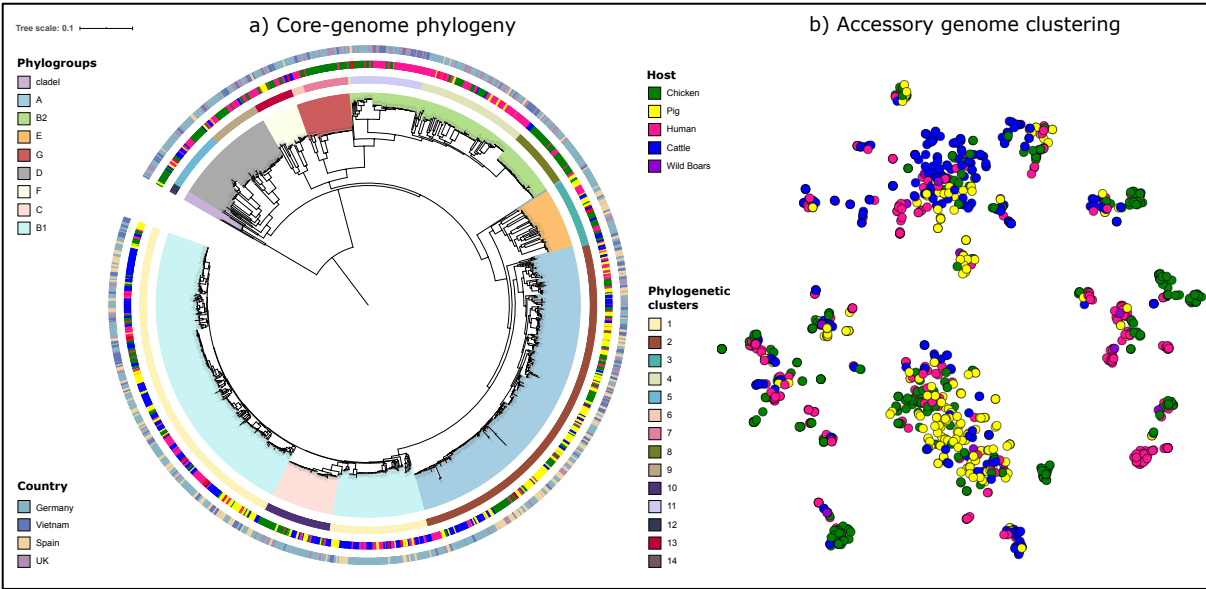 a) Core-genome phylogeny
Tree scale: 0.1
Phylogroups
cladeI
A
B2
E
G
D
F
C
B1
Country
Germany
Vietnam
Spain
UK
b) Accessory genome clustering
Host
Chicken
Pig
Human
Cattle
Wild Boars
Phylogenetic
clusters
1
2
3
4
5
6
7
8
9
10
11
12
13
14